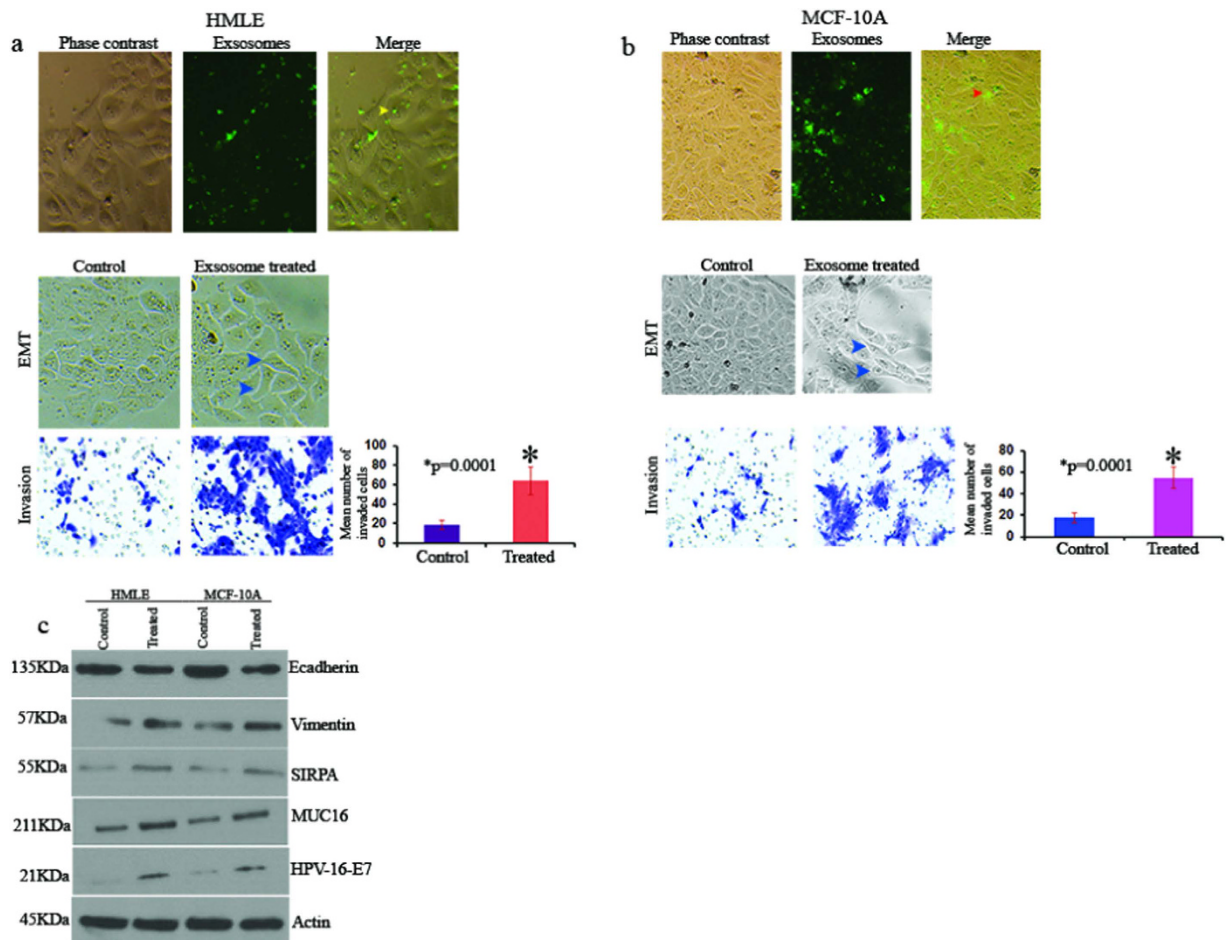 HMLE
a
Phase contrast
Exsosomes
Merge
Control
Exsosome treated
EMT
Invasion
Mean number of
invaded cells
100
80
60
40
20
0
*p=0.0001
*
Control
Treated
MCF-10A
b
Phase contrast
Exosomes
Merge
Control
Exosome treated
EMT
Invasion
Mean number of
invaded cells
80
60
40
20
0
*p=0.0001
*
Control
Treated
c
HMLE
MCF-10A
Control
Treated
Control
Treated
135KDa
Ecadherin
57KDa
Vimentin
55KDa
SIRPA
211KDa
MUC16
21KDa
HPV-16-E7
45KDa
Actin